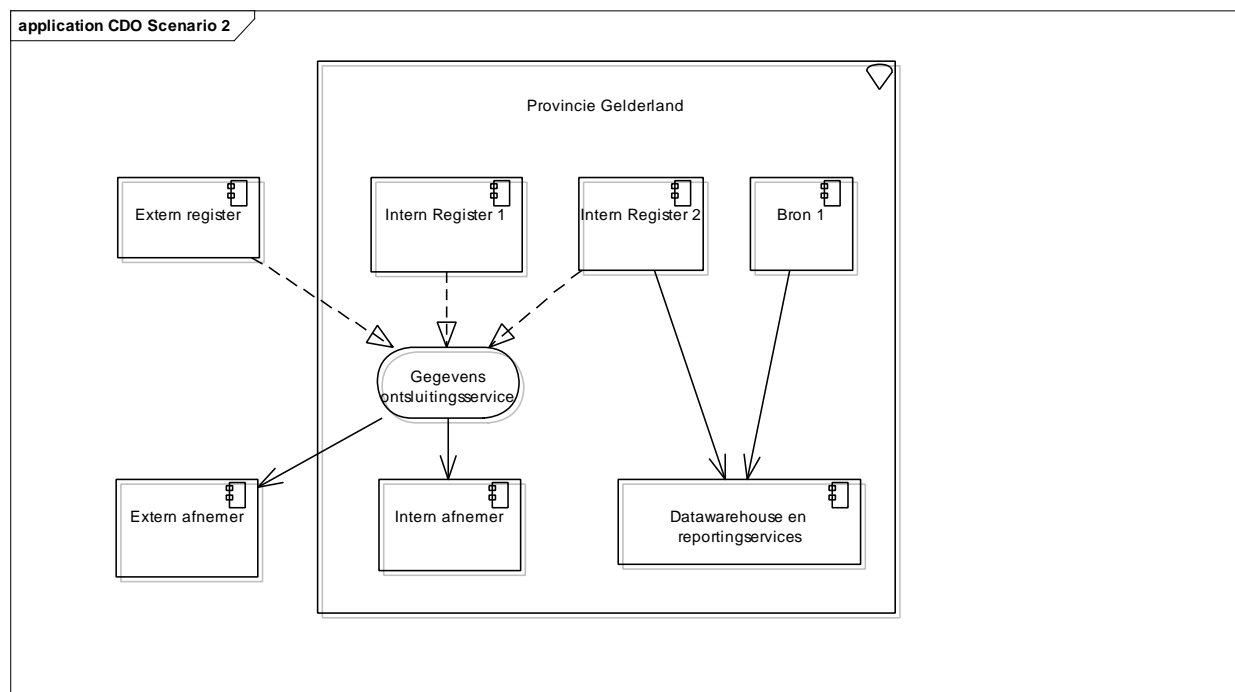 application CDO Scenario 2
Provincie Gelderland
Extern register
Intern Register 1
Intern Register 2
Bron 1
Gegevens
ontsluitingsservice
Extern afnemer
Intern afnemer
Datawarehouse en
reportingservices